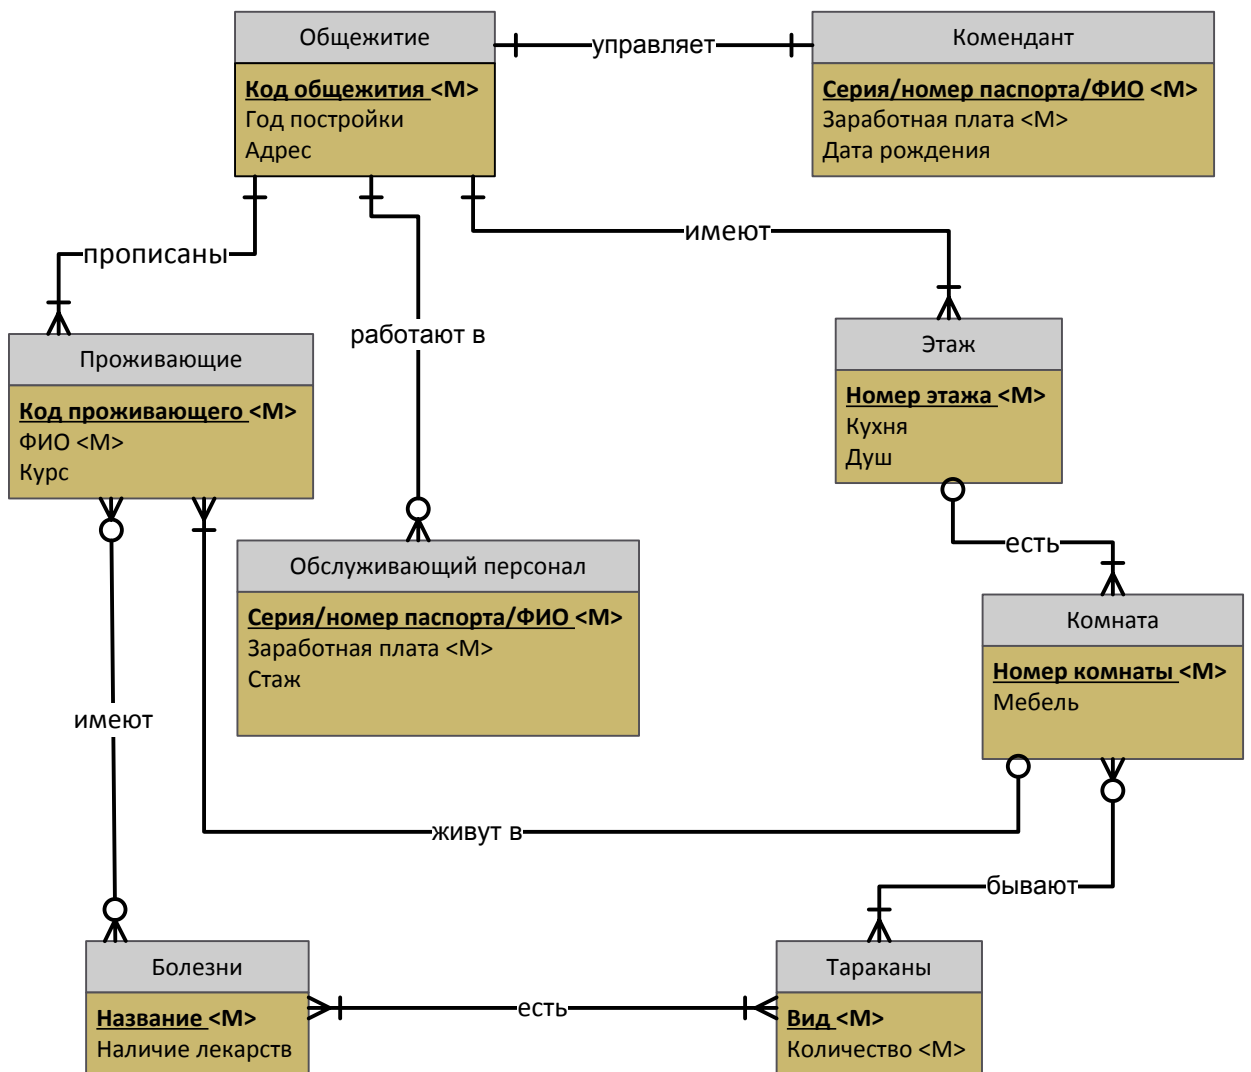 Общежитие
Код общежития <M>
Год постройки
Адрес
управляет
Комендант
Серия/номер паспорта/ФИО <M>
Заработная плата <M>
Дата рождения
прописаны
работают в
имеют
Проживающие
Код проживающего <M>
ФИО <M>
Курс
Этаж
Номер этажа <M>
Кухня
Душ
есть
Обслуживающий персонал
Серия/номер паспорта/ФИО <M>
Заработная плата <M>
Стаж
Комната
Номер комнаты <M>
Мебель
имеют
живут в
бывают
Болезни
Название <M>
Наличие лекарств
есть
Тараканы
Вид <M>
Количество <M>